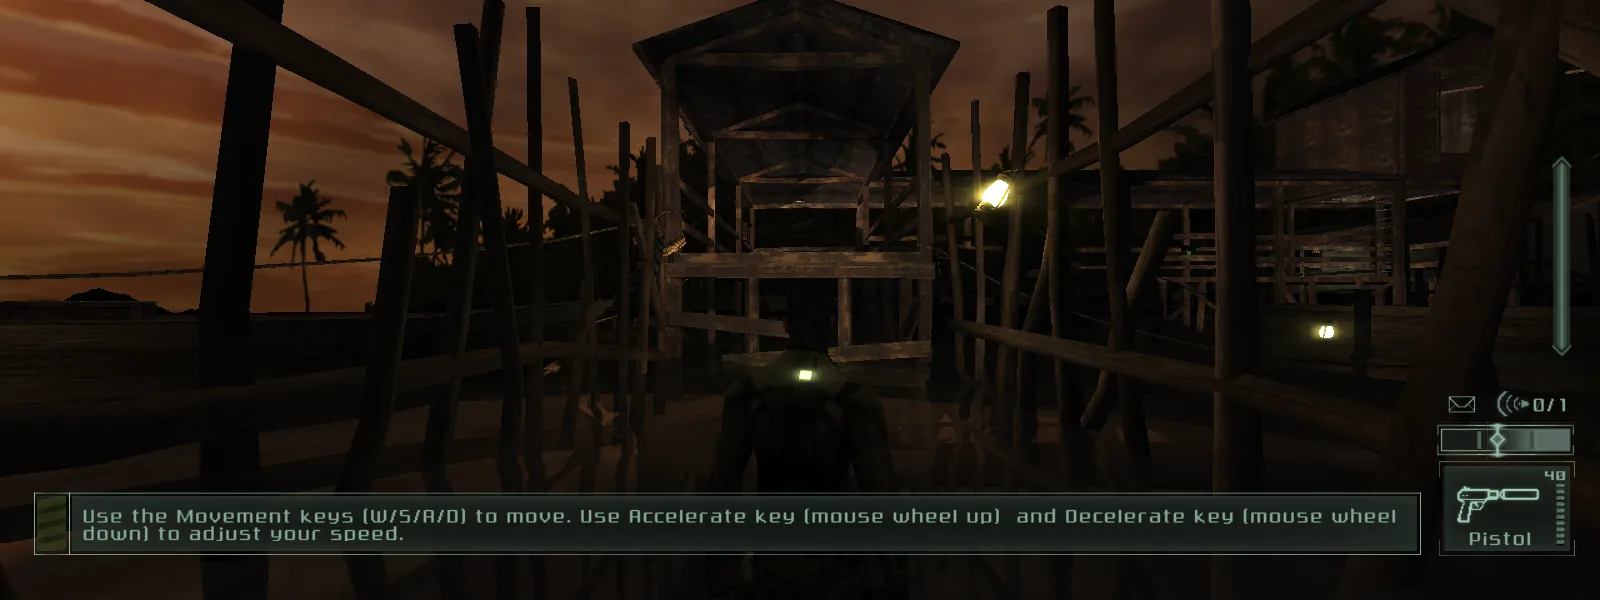 0/1
40
Use the Movement keys (W/S/A/D) to move. Use Accelerate key (mouse wheel up)  and Decelerate key (mouse wheel
down) to adjust your speed.
Pistol